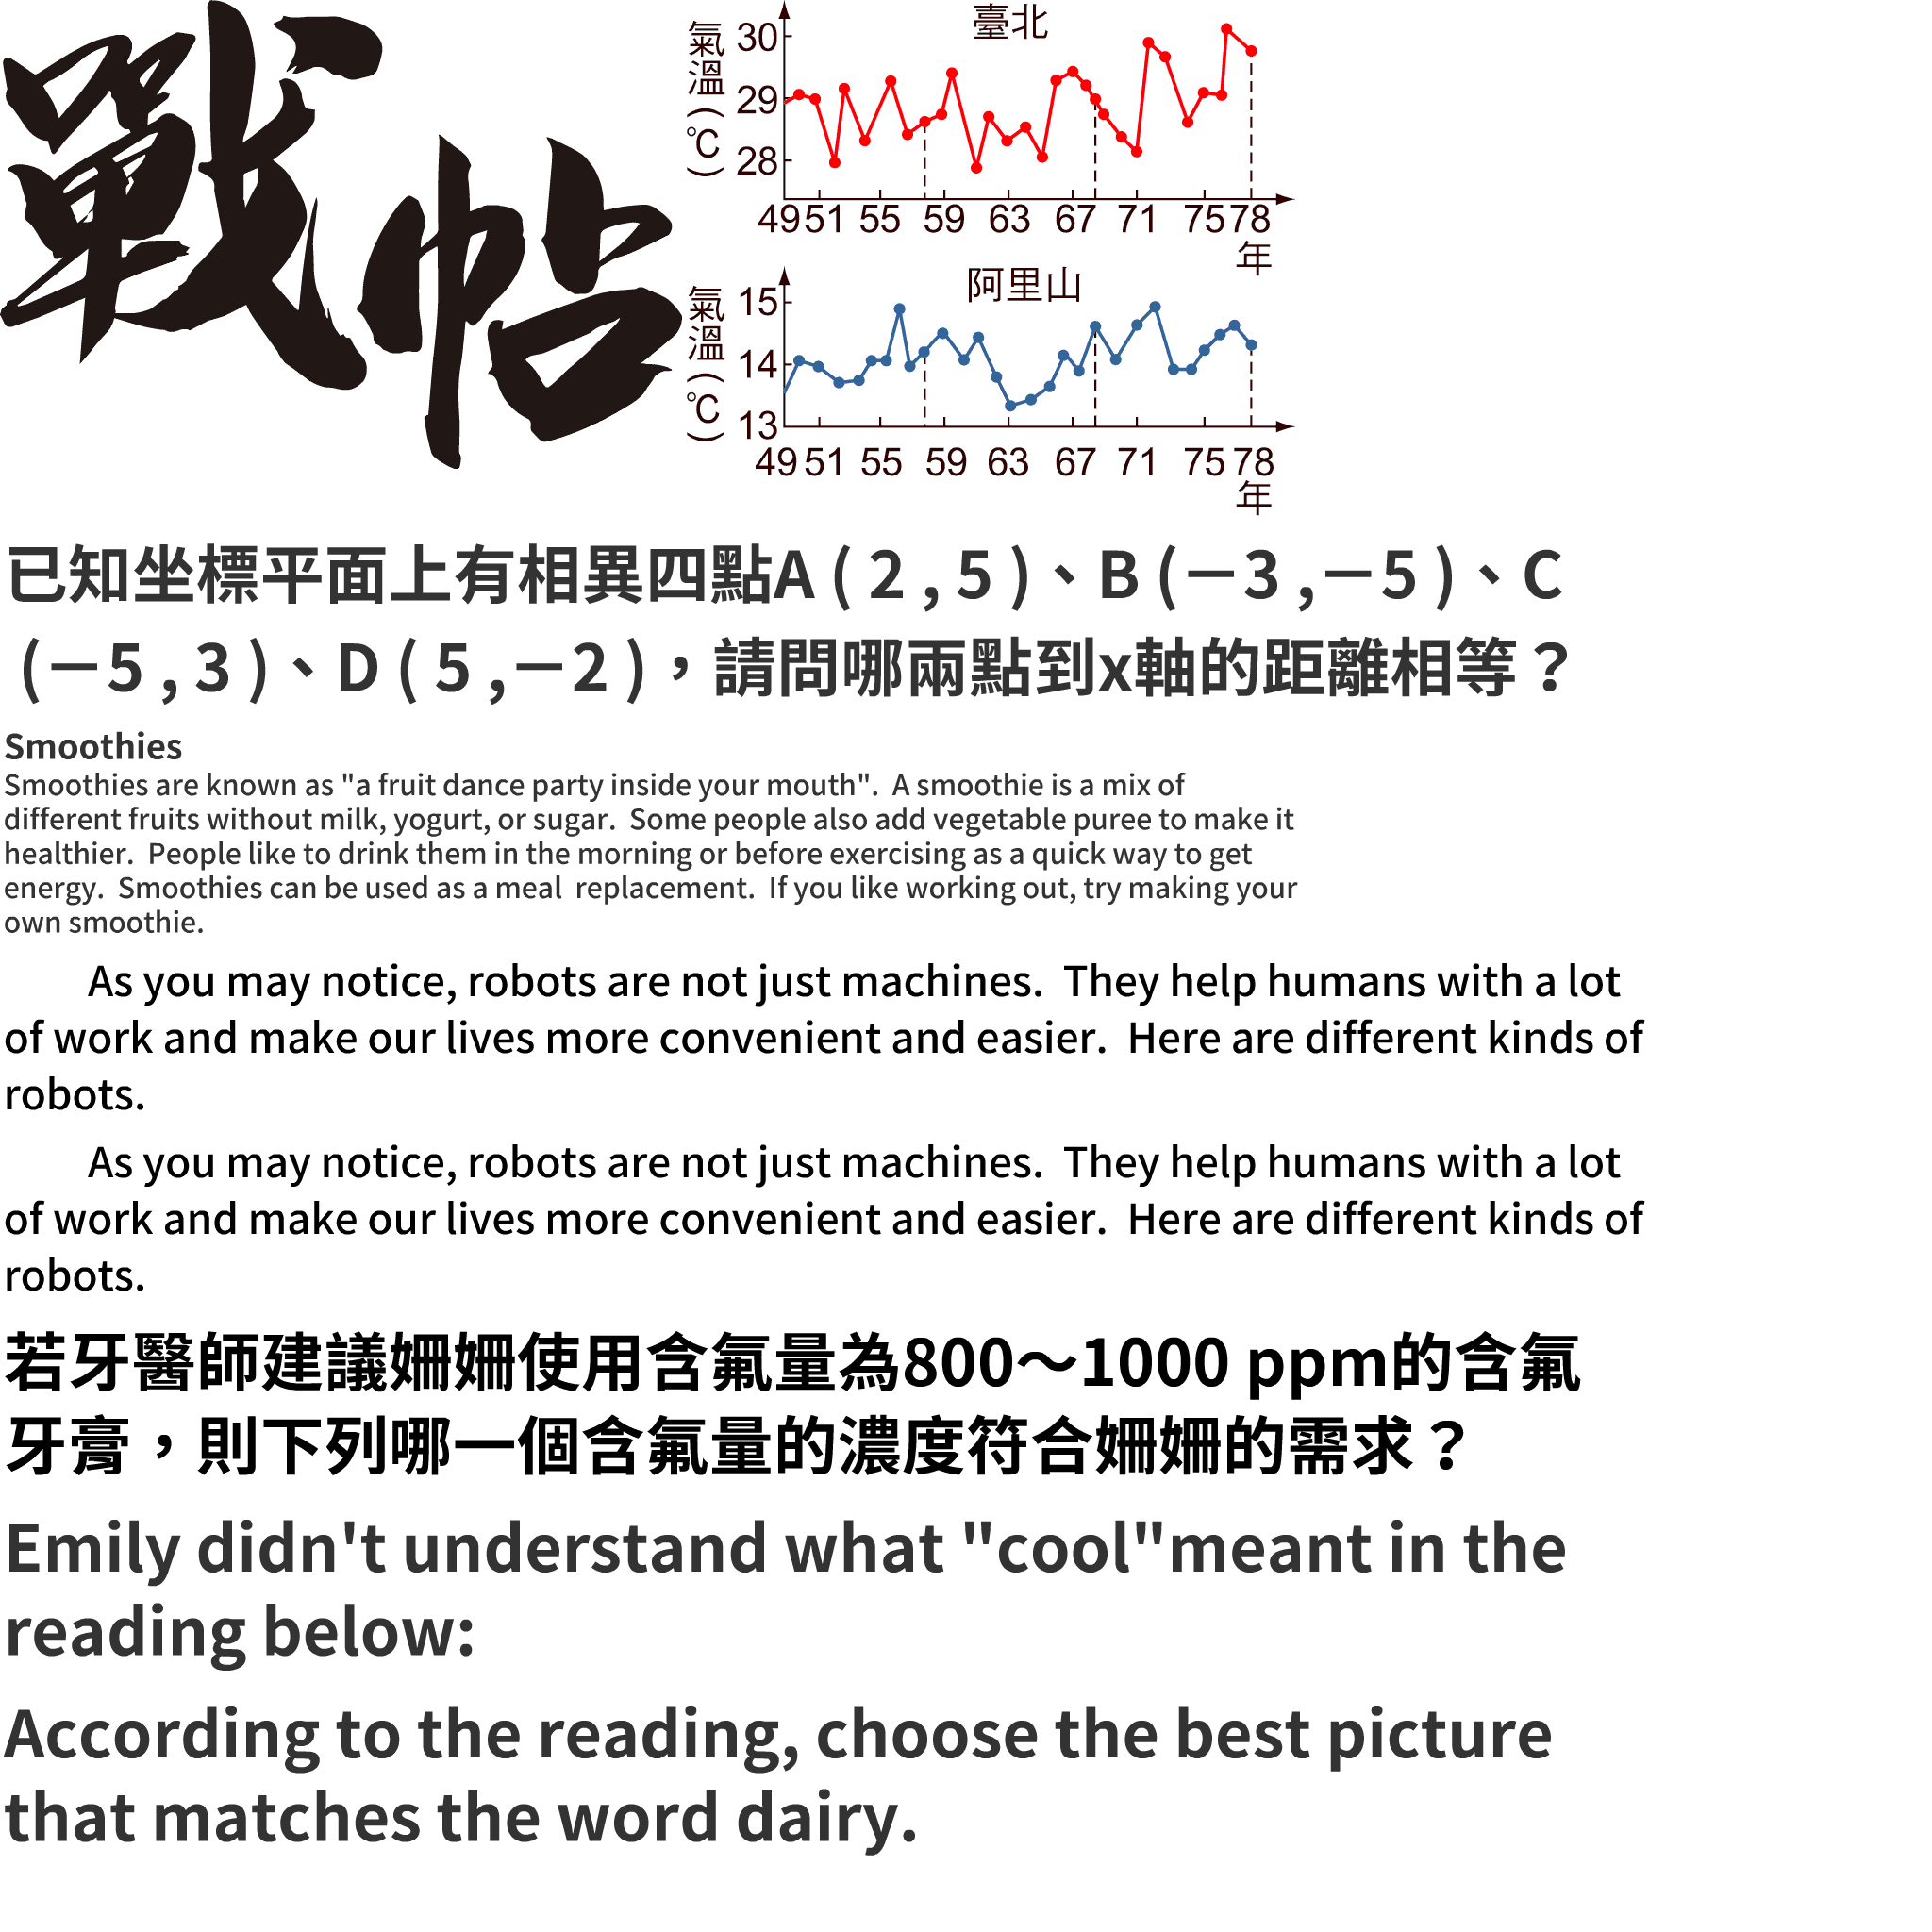 戰帖
臺北
氣溫(℃)
30
29
28
49 51 55 59 63 67 71 75 78
年
阿里山
氣溫(℃)
15
14
13
49 51 55 59 63 67 71 75 78
年
已知坐標平面上有相異四點A ( 2 , 5 )、B (－3 ,－5 )、C
(－5 , 3 )、D ( 5 ,－2 )，請問哪兩點到x軸的距離相等？
Smoothies
Smoothies are known as "a fruit dance party inside your mouth".  A smoothie is a mix of
different fruits without milk, yogurt, or sugar.  Some people also add vegetable puree to make it
healthier.  People like to drink them in the morning or before exercising as a quick way to get
energy.  Smoothies can be used as a meal  replacement.  If you like working out, try making your
own smoothie.
As you may notice, robots are not just machines.  They help humans with a lot
of work and make our lives more convenient and easier.  Here are different kinds of
robots.
As you may notice, robots are not just machines.  They help humans with a lot
of work and make our lives more convenient and easier.  Here are different kinds of
robots.
若牙醫師建議姍姍使用含氟量為800～1000 ppm的含氟
牙膏，則下列哪一個含氟量的濃度符合姍姍的需求？
Emily didn't understand what "cool"meant in the
reading below:
According to the reading, choose the best picture
that matches the word dairy.